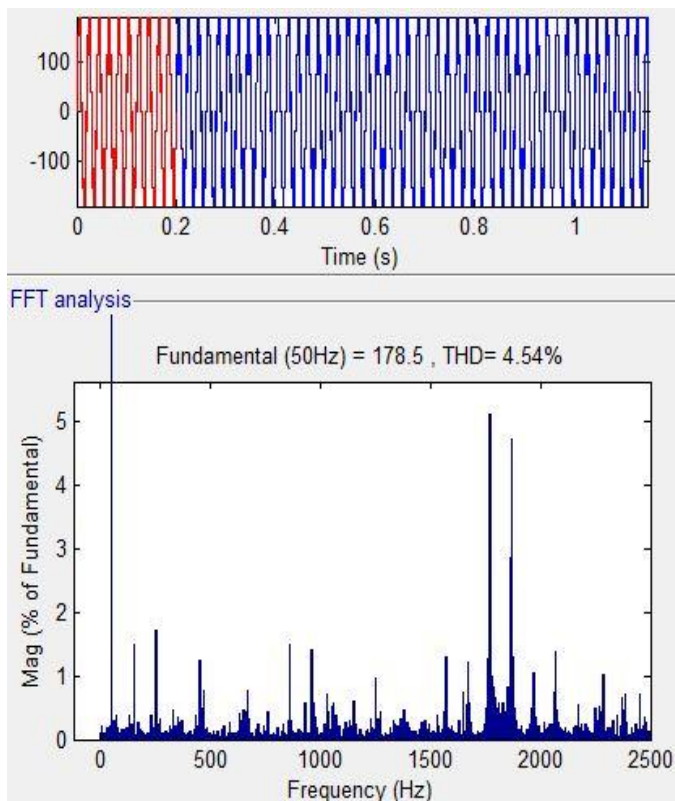 100
0
-100
0 0.2 0.4 0.6 0.8 1
Time (s)
FFT analysis
Fundamental (50Hz) = 178.5 , THD= 4.54%
5
4
3
2
1
0
Mag (% of Fundamental)
0 500 1000 1500 2000 2500
Frequency (Hz)